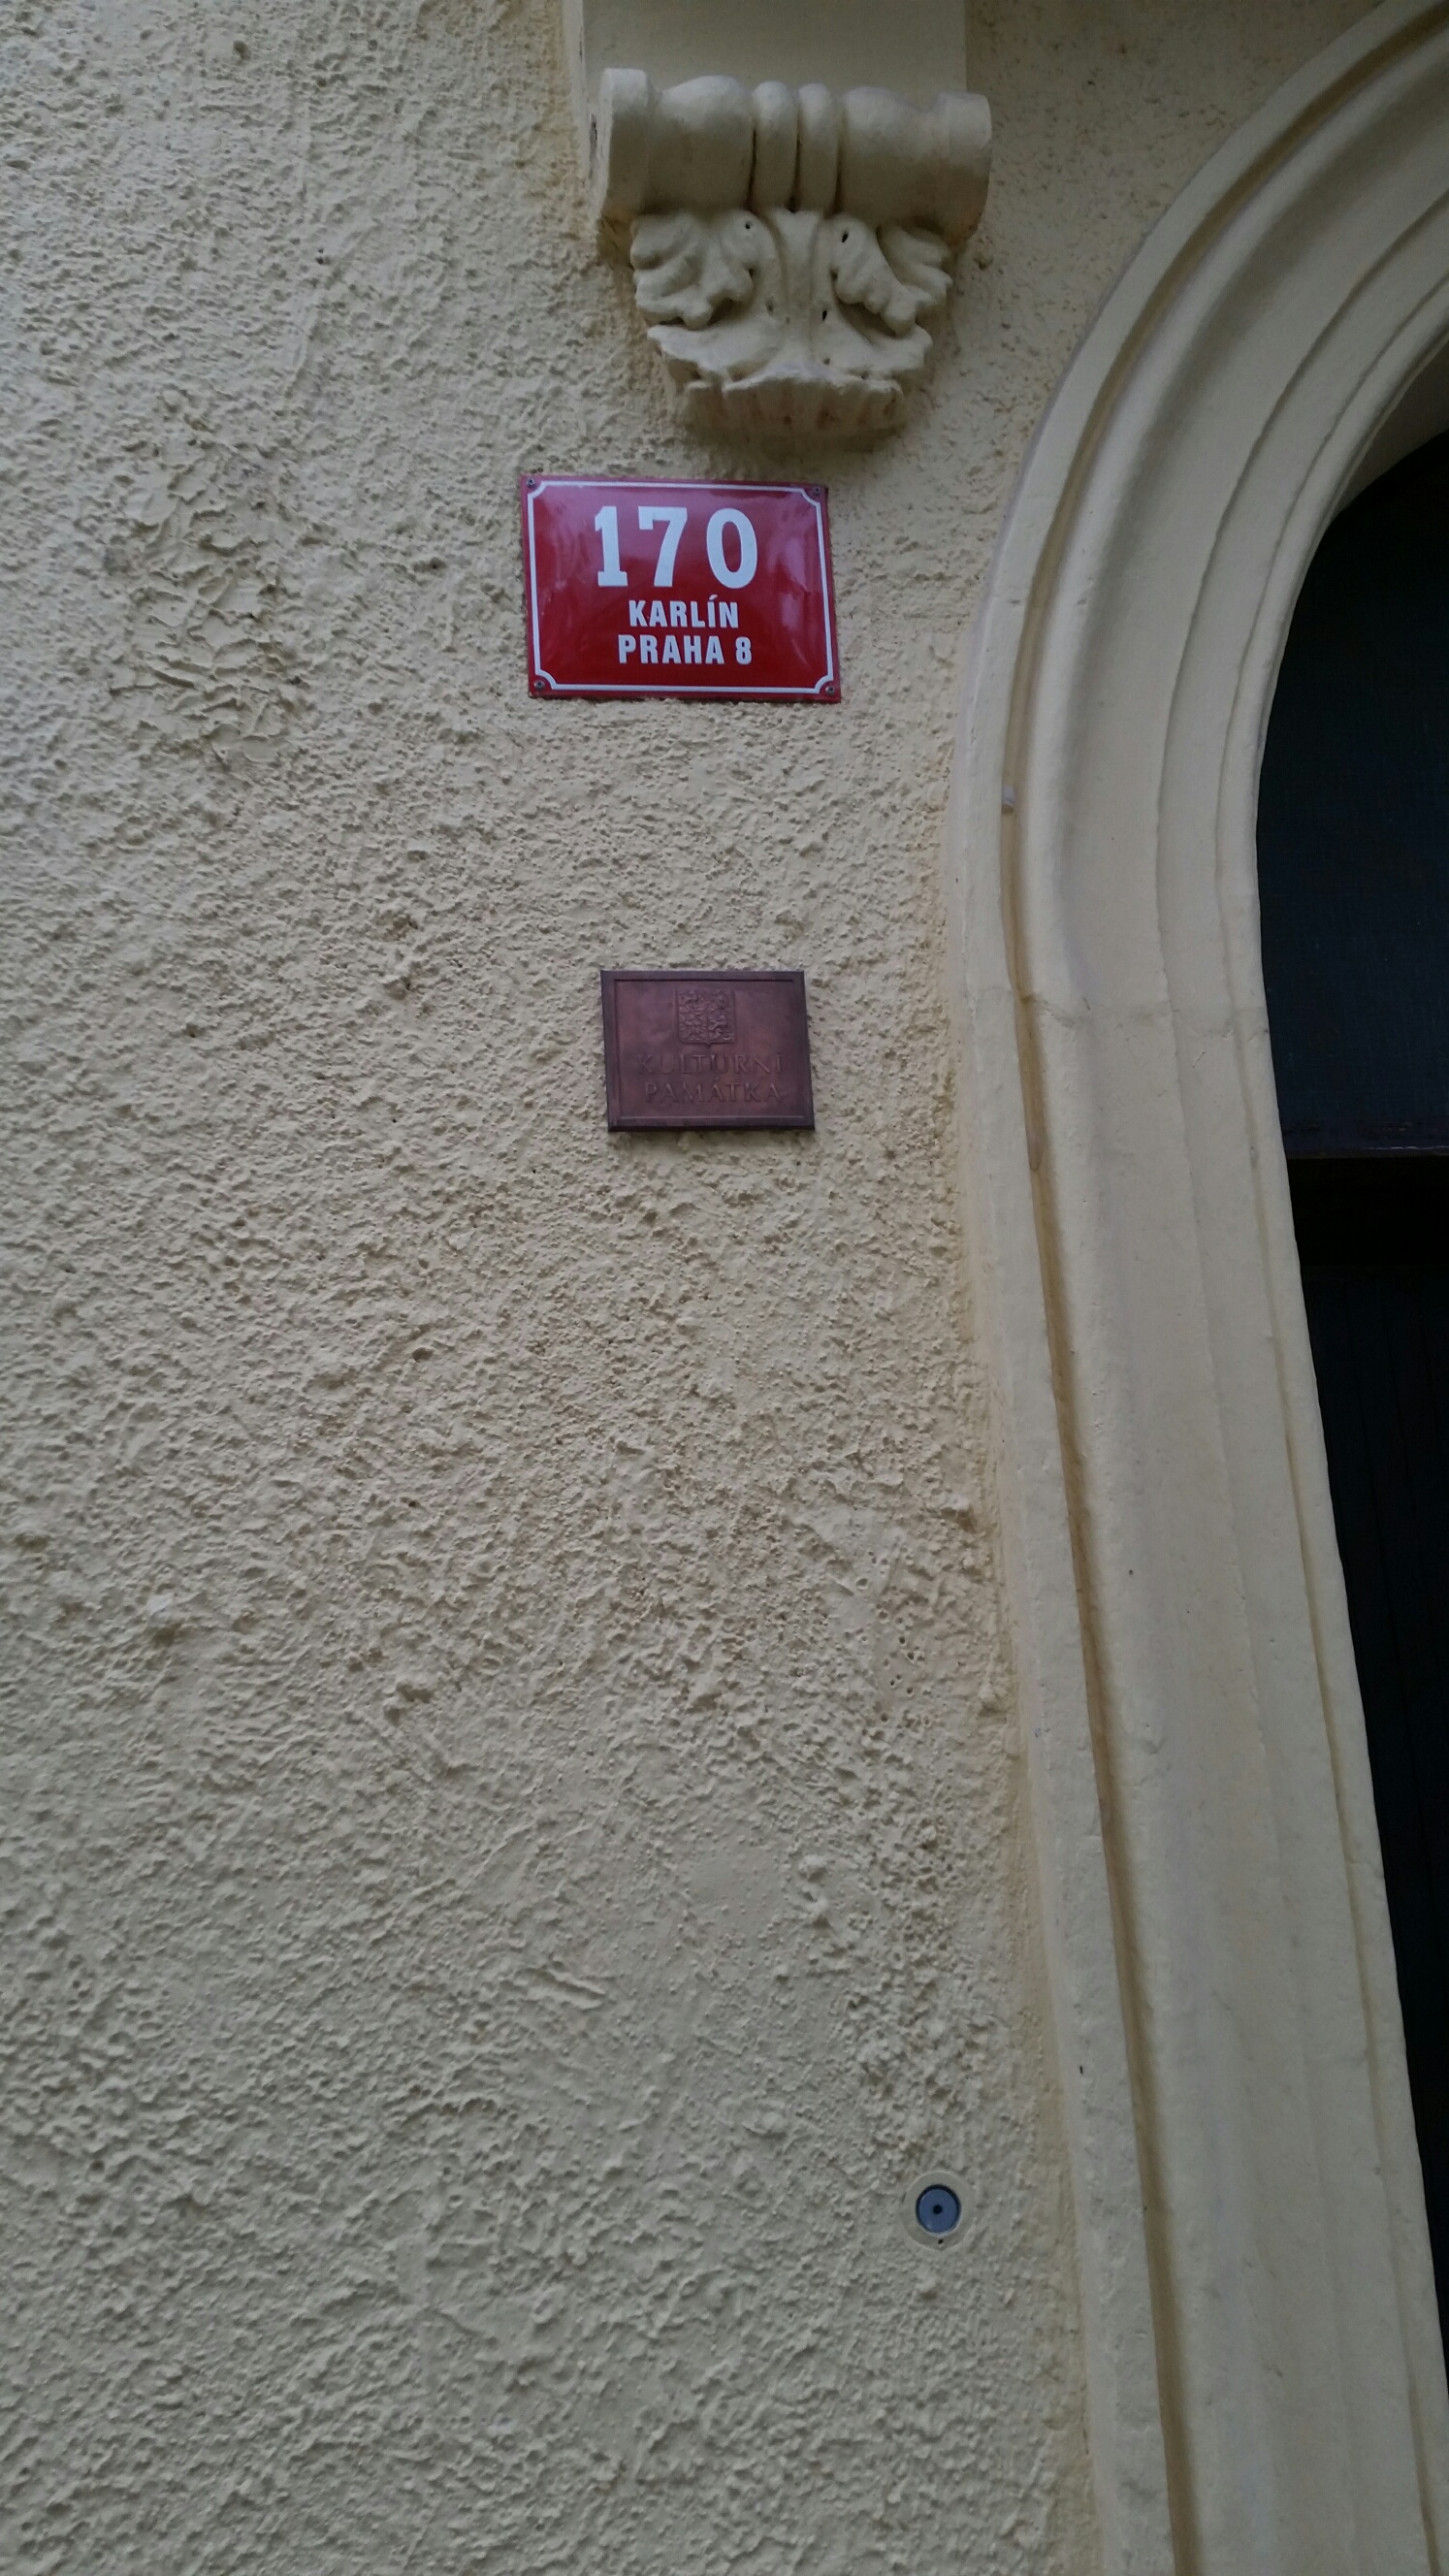 170
KARLÍN
PRAHA 8
KULTURNÍ
PAMÁTKA